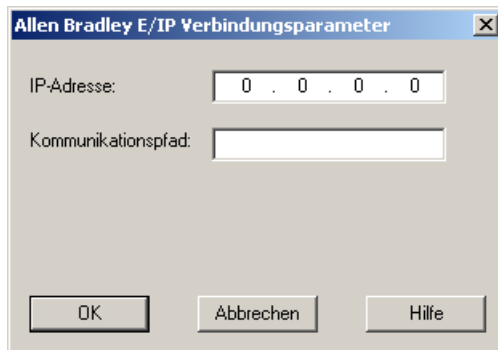 Allen Bradley E/IP Verbindungsparameter
IP-Adresse: 0 . 0 . 0 . 0
Kommunikationspfad:
OK Abbrechen Hilfe